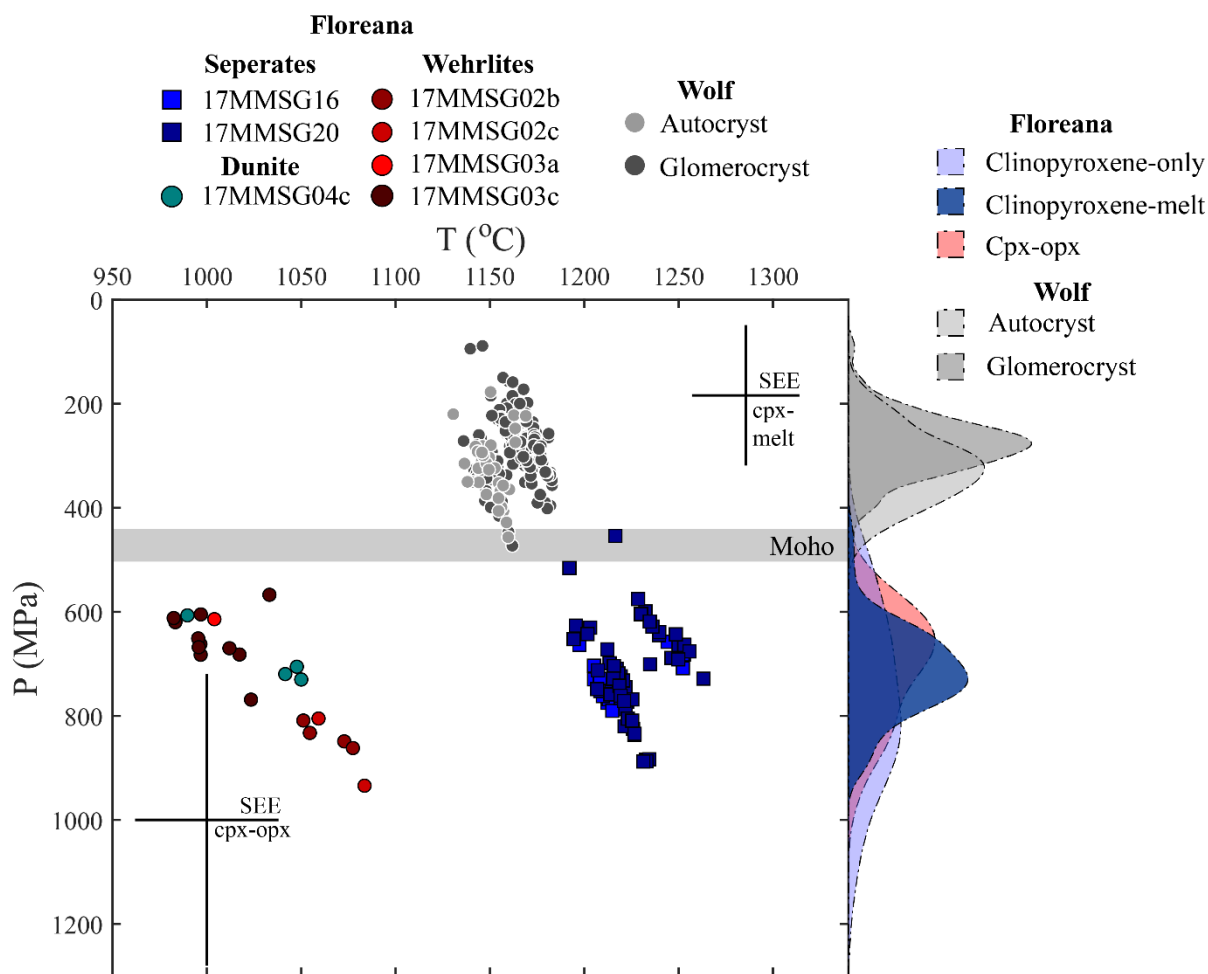 Floreana
Seperates
17MMSG16
17MMSG20
Dunite
17MMSG04c
Wehrlites
17MMSG02b
17MMSG02c
17MMSG03a
17MMSG03c
Wolf
Autocryst
Glomerocryst
Floreana
Clinopyroxene-only
Clinopyroxene-melt
Cpx-opx
Wolf
Autocryst
Glomerocryst
T (°C)
950 1000 1050 1100 1150 1200 1250 1300
0
200
400
600
800
1000
1200
P (MPa)
SEE
cpx-
melt
Moho
SEE
cpx-opx